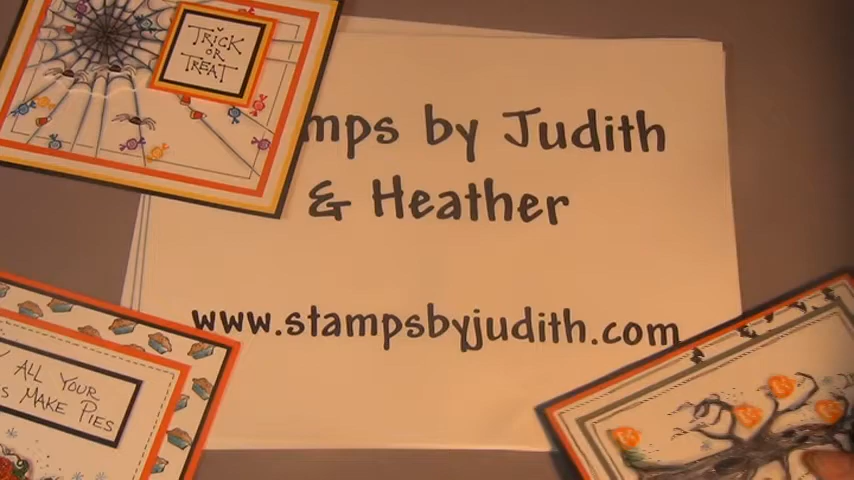 TRICK
OR
TREAT
mps by Judith
& Heather
www.stampsbyjudith.com
ALL YOUR
MAKE PIES